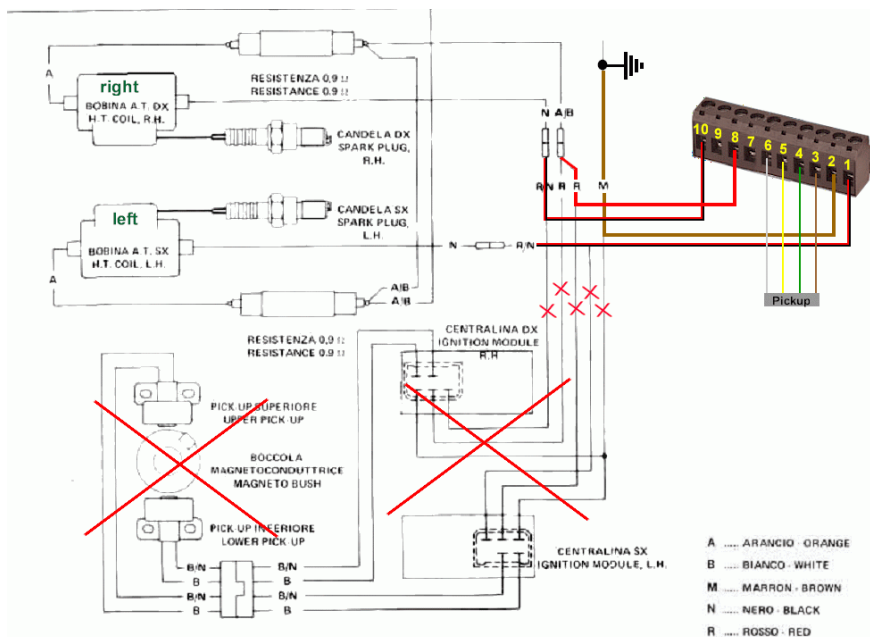 A
RESISTENZA 0,9 Ω
RESISTANCE 0.9 Ω
right
BOBINA A.T. DX
H.T. COIL, R.H.
CANDELA DX
SPARK PLUG,
R.H.
N A/B
R/N R R M
10 9 8 7 6 5 4 3 2 1
left
BOBINA A.T. SX
H.T. COIL, L.H.
CANDELA SX
SPARK PLUG,
L.H.
N R/N
A
A/B
A/B
Pickup
RESISTENZA 0,9 Ω
RESISTANCE 0.9 Ω
CENTRALINA DX
IGNITION MODULE
R.H
PICK-UP SUPERIORE
UPPER PICK-UP
BOCCOLA
MAGNETOCONDUTTRICE
MAGNETO BUSH
PICK-UP INFERIORE
LOWER PICK-UP
B/N B/N
B B
B/N B/N
B B
CENTRALINA SX
IGNITION MODULE, L.H.
A ..... ARANCIO - ORANGE
B ..... BIANCO - WHITE
M ..... MARRON - BROWN
N ..... NERO - BLACK
R ..... ROSSO - RED